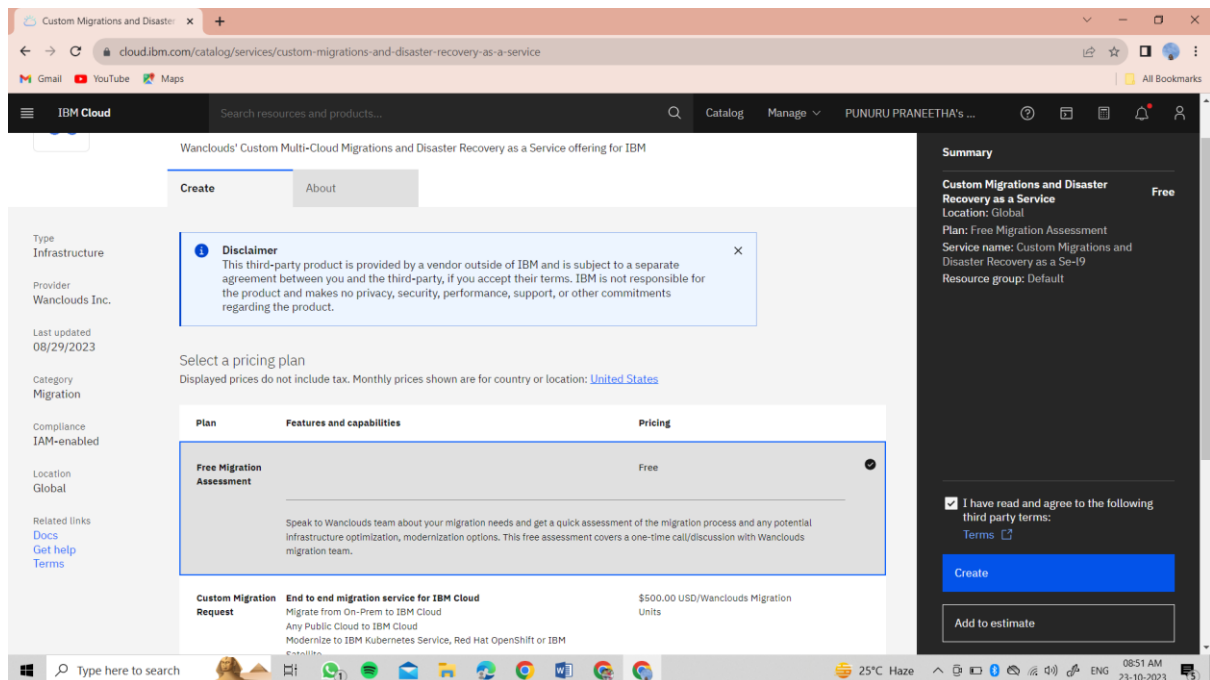 Custom Migrations and Disaster
cloud.ibm.com/catalog/services/custom-migrations-and-disaster-recovery-as-a-service
Gmail YouTube Maps All Bookmarks
IBM Cloud Search resources and products... Catalog Manage PUNURU PRANEETHA's ...
Wanclouds' Custom Multi-Cloud Migrations and Disaster Recovery as a Service offering for IBM
Create About
Type
Infrastructure
Provider
Wanclouds Inc.
Last updated
08/29/2023
Category
Migration
Compliance
IAM-enabled
Location
Global
Related links
Docs
Get help
Terms
Disclaimer
This third-party product is provided by a vendor outside of IBM and is subject to a separate
agreement between you and the third-party, if you accept their terms. IBM is not responsible for
the product and makes no privacy, security, performance, support, or other commitments
regarding the product.
Select a pricing plan
Displayed prices do not include tax. Monthly prices shown are for country or location: United States
Plan Features and capabilities Pricing
Free Migration Free
Assessment
Speak to Wanclouds team about your migration needs and get a quick assessment of the migration process and any potential
infrastructure optimization, modernization options. This free assessment covers a one-time call/discussion with Wanclouds
migration team.
Custom Migration End to end migration service for IBM Cloud $500.00 USD/Wanclouds Migration
Request Migrate from On-Prem to IBM Cloud Units
Any Public Cloud to IBM Cloud
Modernize to IBM Kubernetes Service, Red Hat OpenShift or IBM
Satellite
Summary
Custom Migrations and Disaster Free
Recovery as a Service
Location: Global
Plan: Free Migration Assessment
Service name: Custom Migrations and
Disaster Recovery as a Se-l9
Resource group: Default
I have read and agree to the following
third party terms:
Terms
Create
Add to estimate
Type here to search 25°C Haze ENG 08:51 AM
23-10-2023